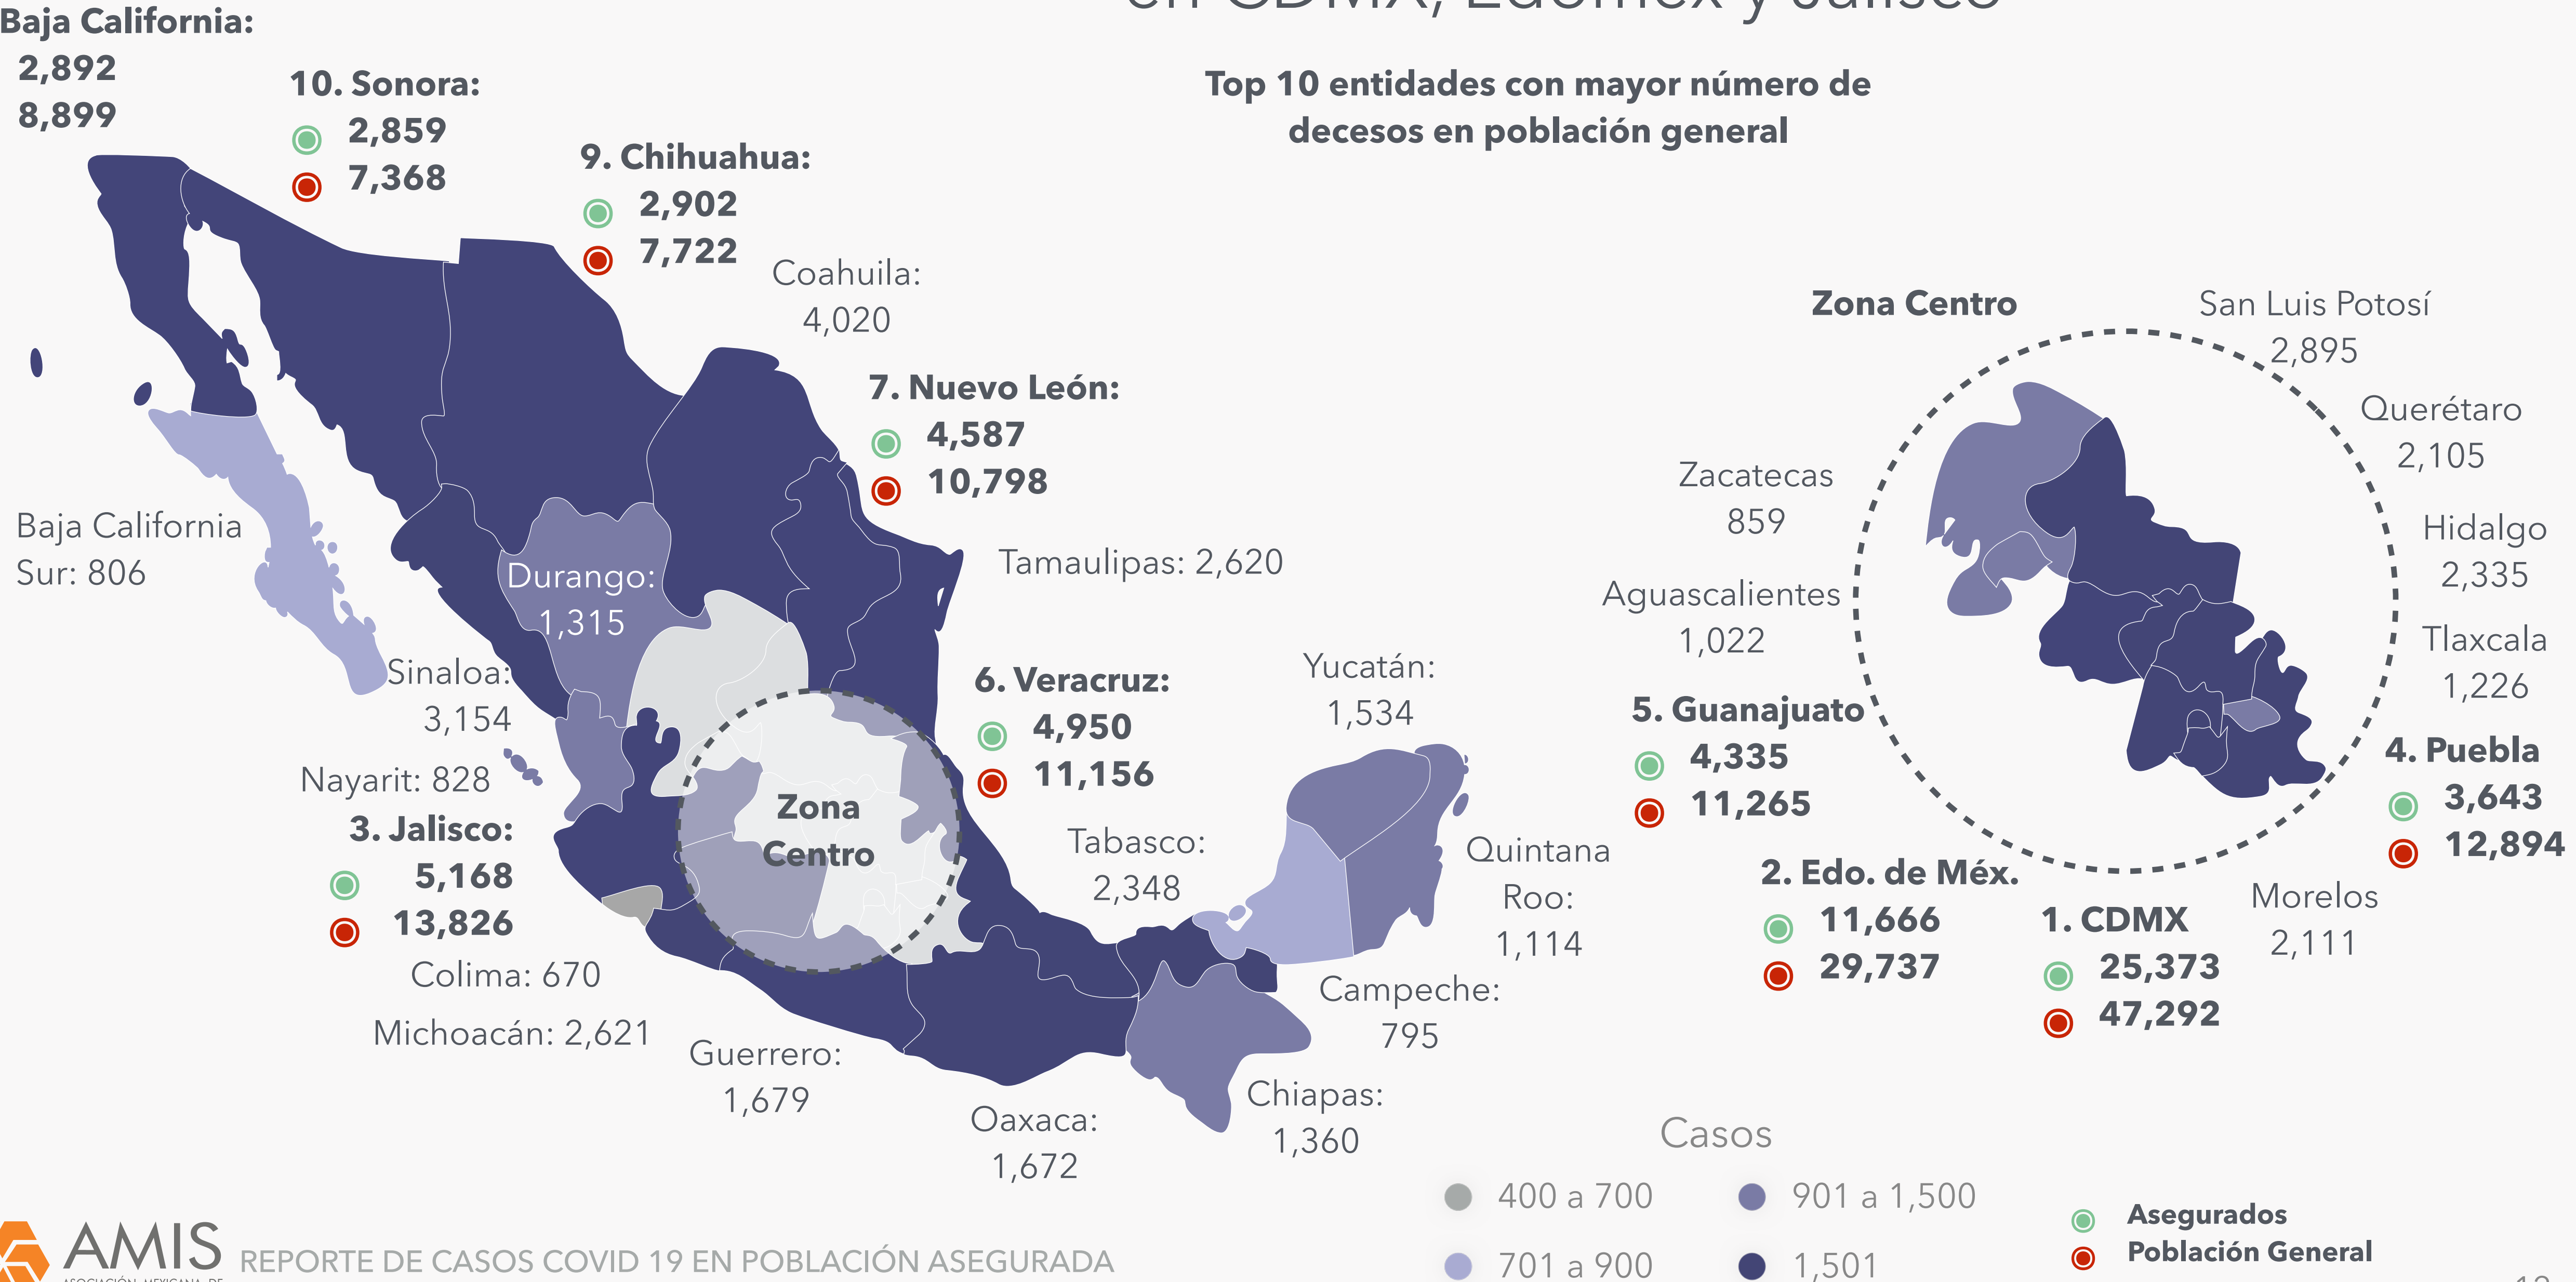 en CDMX, Edomex y Jalisco
Top 10 entidades con mayor número de
decesos en población general
Baja California:
2,892
8,899
10. Sonora:
2,859
7,368
9. Chihuahua:
2,902
7,722
Coahuila:
4,020
7. Nuevo León:
4,587
10,798
Tamaulipas: 2,620
Baja California
Sur: 806
Durango:
1,315
Sinaloa:
3,154
Nayarit: 828
3. Jalisco:
5,168
13,826
Colima: 670
Michoacán: 2,621
Guerrero:
1,679
Oaxaca:
1,672
Zona
Centro
6. Veracruz:
4,950
11,156
Tabasco:
2,348
Yucatán:
1,534
Quintana
Roo:
1,114
Campeche:
795
Chiapas:
1,360
Zona Centro
San Luis Potosí
2,895
Querétaro
2,105
Hidalgo
2,335
Tlaxcala
1,226
Zacatecas
859
Aguascalientes
1,022
5. Guanajuato
4,335
11,265
4. Puebla
3,643
12,894
2. Edo. de Méx.
11,666
29,737
1. CDMX
25,373
47,292
Morelos
2,111
Casos
400 a 700
901 a 1,500
701 a 900
1,501
Asegurados
Población General
AMIS
REPORTE DE CASOS COVID 19 EN POBLACIÓN ASEGURADA